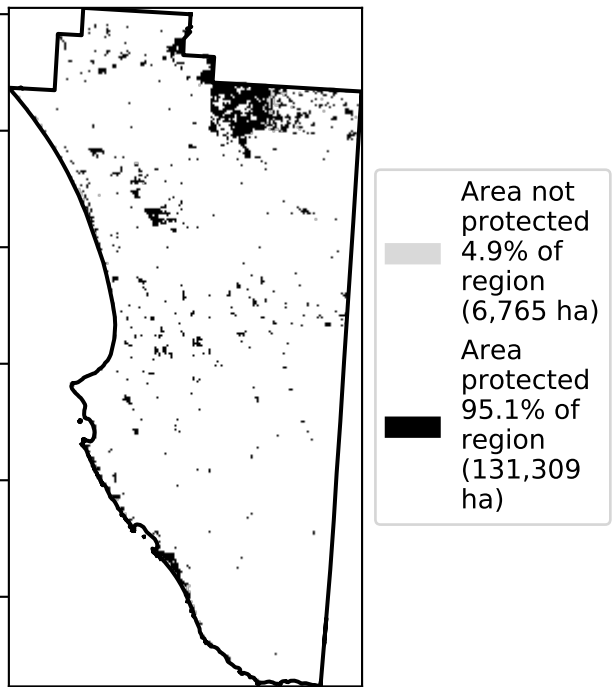 Area not
protected
4.9% of
region
(6,765 ha)
Area
protected
95.1% of
region
(131,309
ha)